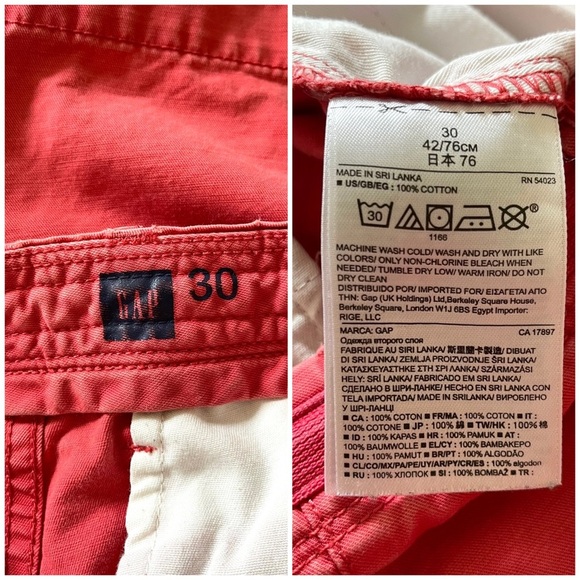 GAP 30
30
42/76CM
日本 76
MADE IN SRI LANKA RN 54023
■ US/GB/EG : 100% COTTON
30
1166
MACHINE WASH COLD/ WASH AND DRY WITH LIKE
COLORS/ ONLY NON-CHLORINE BLEACH WHEN
NEEDED/ TUMBLE DRY LOW/ WARM IRON/ DO NOT
DRY CLEAN
DISTRIBUIDO POR/ IMPORTED FOR/ EISAGETAI APO
THN: Gap (UK Holdings) Ltd,Berkeley Square House,
Berkeley Square, London W1J 6BS Egypt Importer:
RIGE, LLC
MARCA: GAP CA 17897
Одежда второго слоя
FABRIQUE AU SRI LANKA/ 斯里蘭卡製造/ DIBUAT
DI SRI LANKA/ ZEMLJA PROIZVODNJE ŠRI LANKA/
ΚΑΤΑΣΚΕΥΑΖΕΤΑΙ ΣΤΗ ΣΡΙ ΛΑΝΚΑ/ SZÁRMAZÁSI
HELY: SRÍ LANKA/ FABRICADO EM SRI LANKA/
СДЕЛАНО В ШРИ-ЛАНКЕ/ HECHO EN SRI LANKA CON
TELA IMPORTADA/ MADE IN SRILANKA/ ВИРОБЛЕНО
У ШРІ-ЛАНЦІ
■ CA : 100% COTON ■ FR/MA : 100% COTON ■ IT :
100% COTONE ■ JP : 100% 綿 ■ TW/HK : 100% 棉
■ ID : 100% KAPAS ■ HR : 100% PAMUK ■ AT :
100% BAUMWOLLE ■ EL/CY : 100% ΒΑΜΒΑΚΕΡΟ
■ HU : 100% PAMUT ■ BR/PT : 100% ALGODÃO
■ CL/CO/MX/PA/PE/UY/AR/PY/CR/ES : 100% algodon
■ RU : 100% ХЛОПОК ■ SI : 100% BOMBAŽ ■ TR :